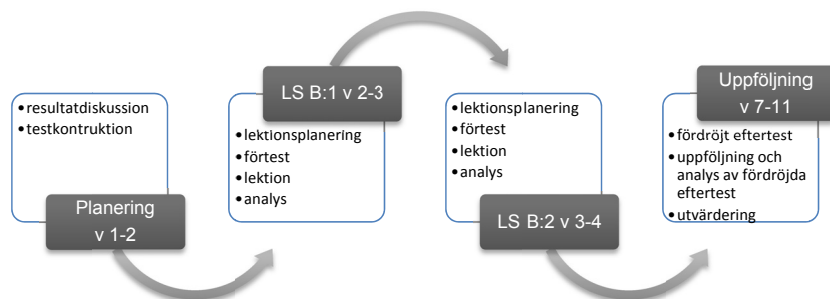 •resultatdiskussion
•testkontruktion
Planering
v 1-2
LS B:1 v 2-3
•lektionsplanering
•förtest
•lektion
•analys
•lektionsplanering
•förtest
•lektion
•analys
LS B:2 v 3-4
Uppföljning
v 7-11
•fördröjt eftertest
•uppföljning och
analys av fördröjda
eftertest
•utvärdering